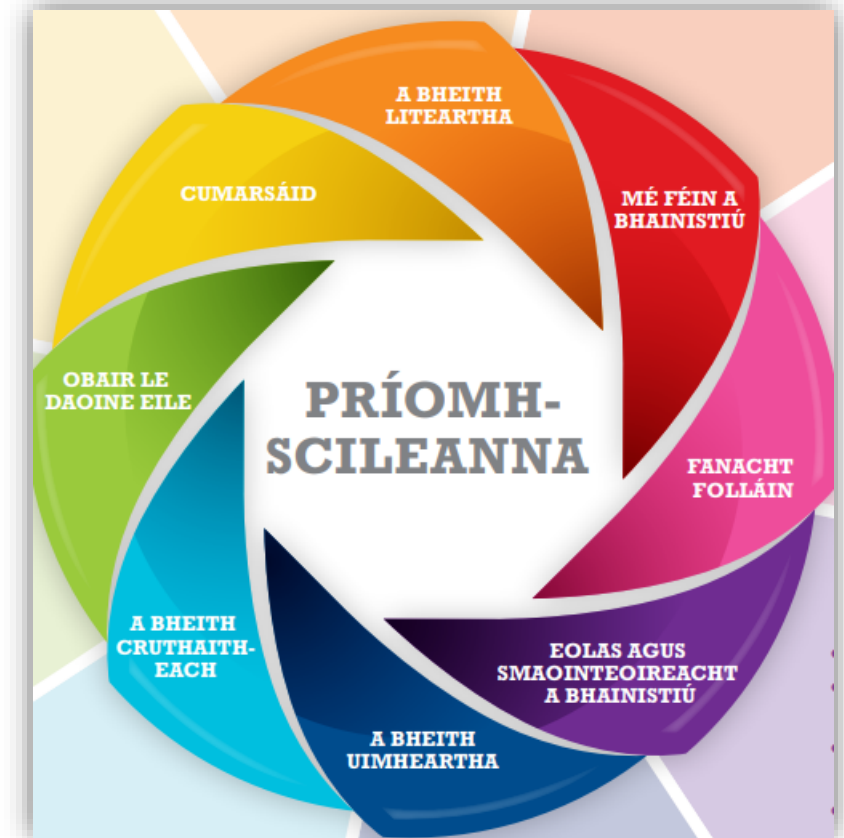 A BHEITH
LITEARTHA
MÉ FÉIN A
BHAINISTIÚ
FANACHT
FOLLÁIN
EOLAS AGUS
SMAOINTEOIREACHT
A BHAINISTIÚ
A BHEITH
UIMHEARTHA
A BHEITH
CRUTHAITH-
EACH
OBAIR LE
DAOINE EILE
CUMARSÁID
PRÍOMH-
SCILEANNA